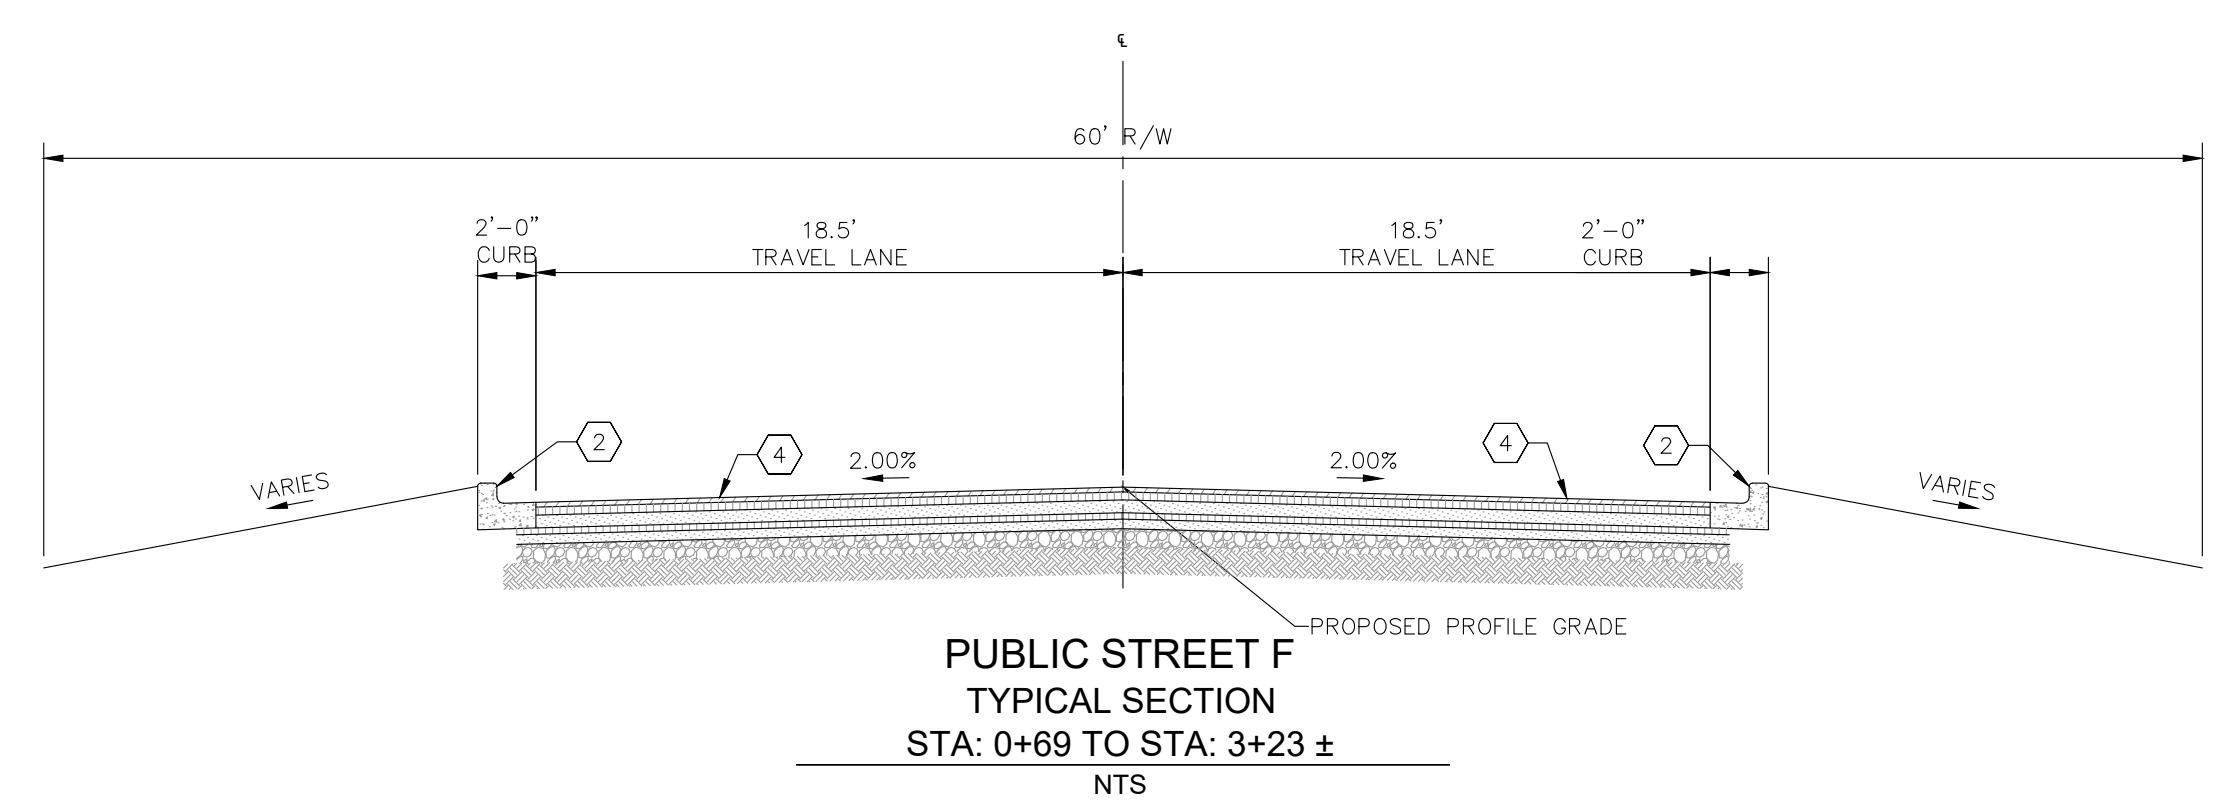 ℄
60' R/W
2'-0"
CURB
18.5'
TRAVEL LANE
18.5'
TRAVEL LANE
2'-0"
CURB
2
4
2.00%
2.00%
4
2
VARIES
VARIES
PROPOSED PROFILE GRADE
PUBLIC STREET F
TYPICAL SECTION
STA: 0+69 TO STA: 3+23 ±
NTS